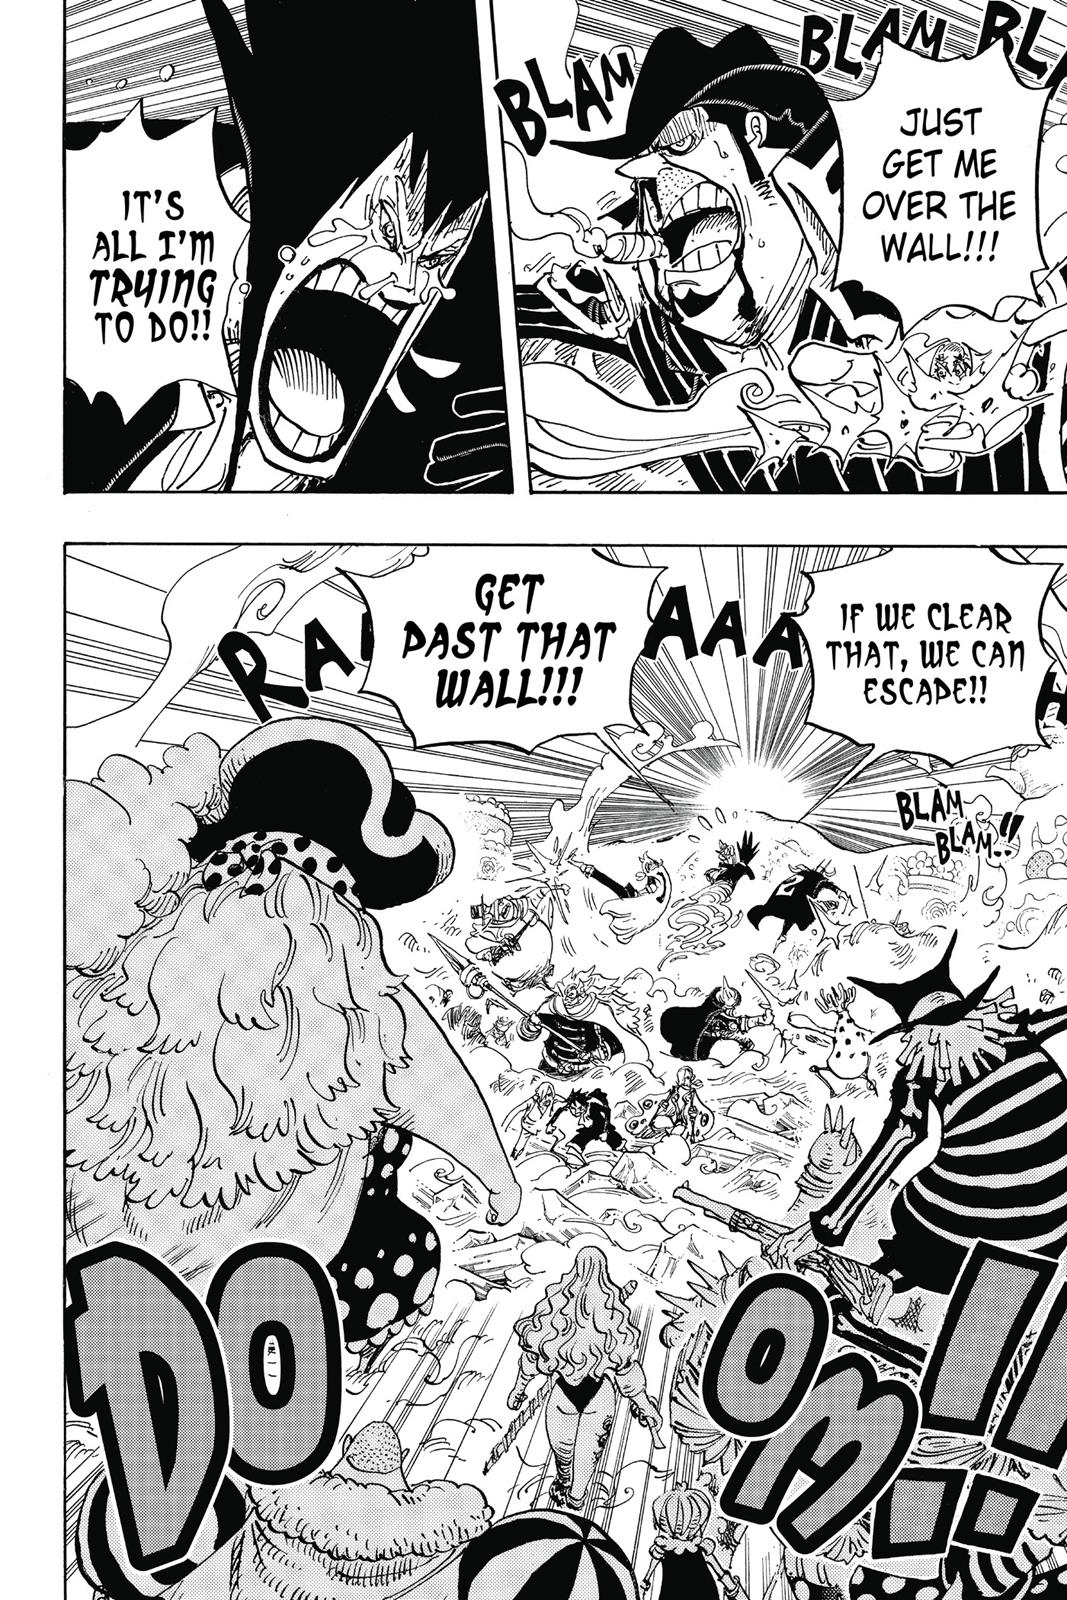 BLAM BLA
JUST
GET ME
OVER THE
WALL!!!
BLAM
IT'S
ALL I'M
TRYING
TO DO!!
IF WE CLEAR
THAT, WE CAN
ESCAPE!!
GET
PAST THAT
WALL!!!
RA
AAA
BLAM
BLAM..!!
DO
OM!!